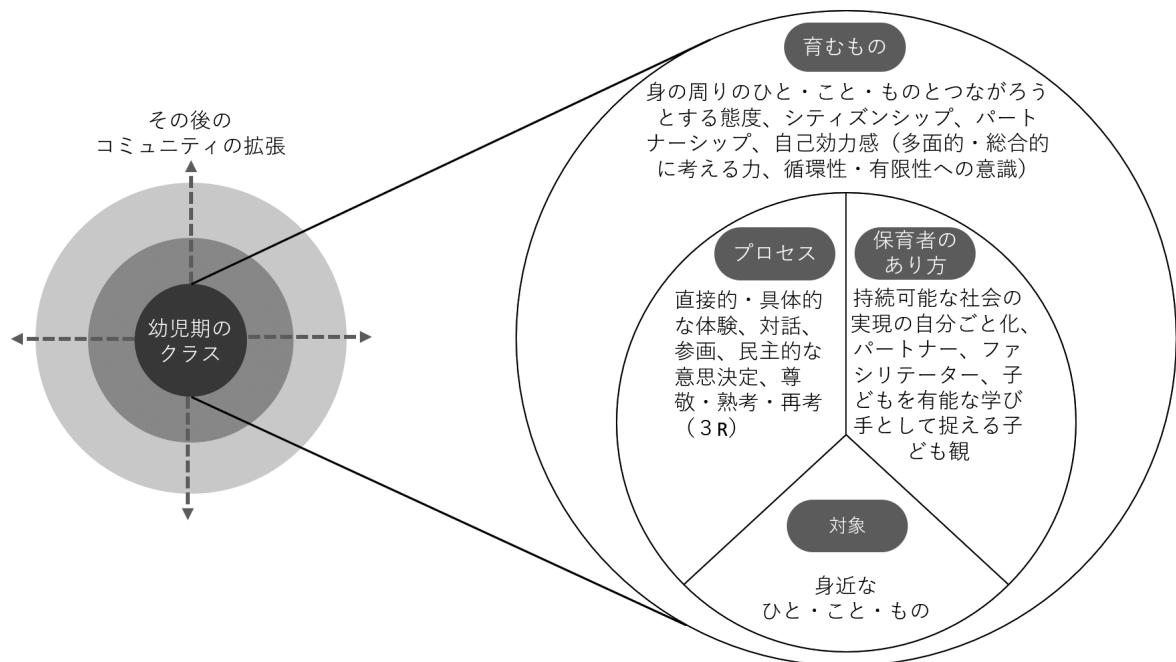 その後の
コミュニティの拡張
幼児期の
クラス
育むもの
身の周りのひと・こと・ものとつながろう
とする態度、シティズンシップ、パート
ナーシップ、自己効力感（多面的・総合的
に考える力、循環性・有限性への意識）
プロセス
直接的・具体的
な体験、対話、
参画、民主的な
意思決定、尊
敬・熟考・再考
（３R）
保育者の
あり方
持続可能な社会の
実現の自分ごと化、
パートナー、ファ
シリテーター、子
どもを有能な学び
手として捉える子
ども観
対象
身近な
ひと・こと・もの